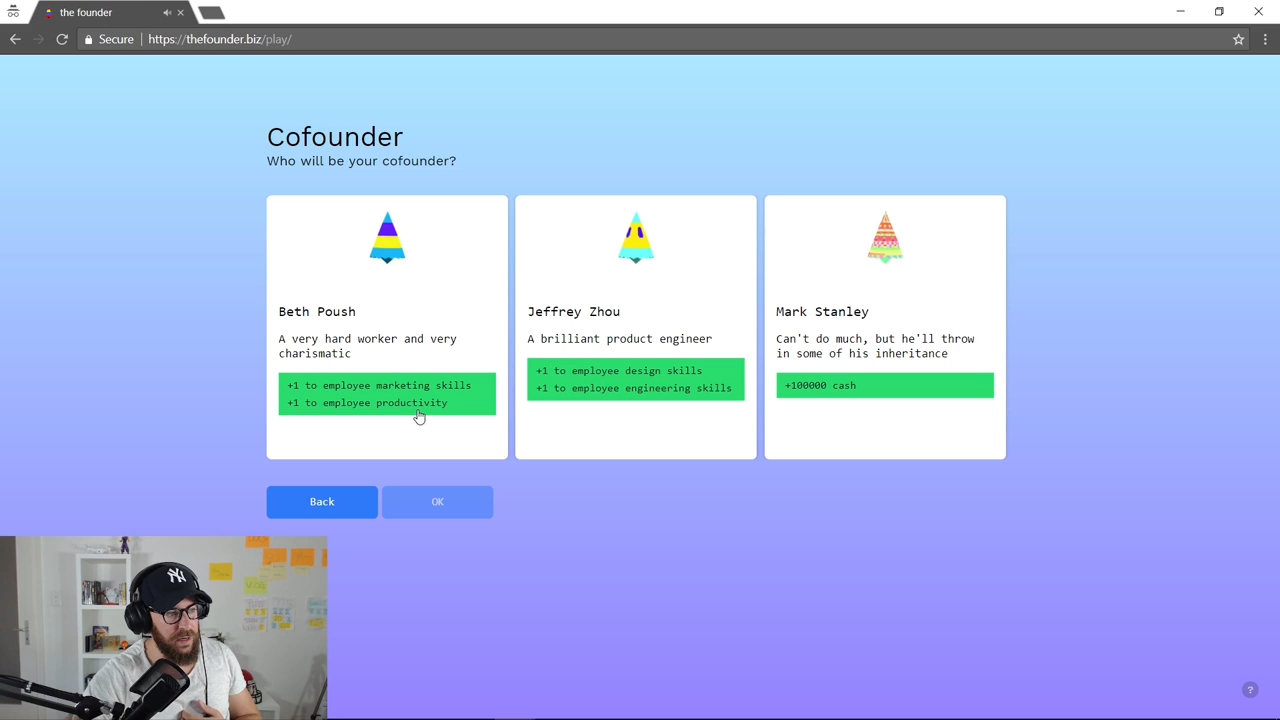 the founder
Secure
https://thefounder.biz/play/
Cofounder
Who will be your cofounder?
Beth Poush
A very hard worker and very
charismatic
+1 to employee marketing skills
+1 to employee productivity
Jeffrey Zhou
A brilliant product engineer
+1 to employee design skills
+1 to employee engineering skills
Mark Stanley
Can't do much, but he'll throw
in some of his inheritance
+100000 cash
Back
OK
?